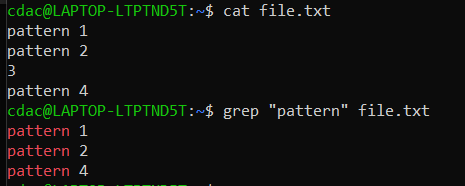 cdac@LAPTOP-LTPTND5T:~$ cat file.txt
pattern 1
pattern 2
3
pattern 4
cdac@LAPTOP-LTPTND5T:~$ grep "pattern" file.txt
pattern 1
pattern 2
pattern 4